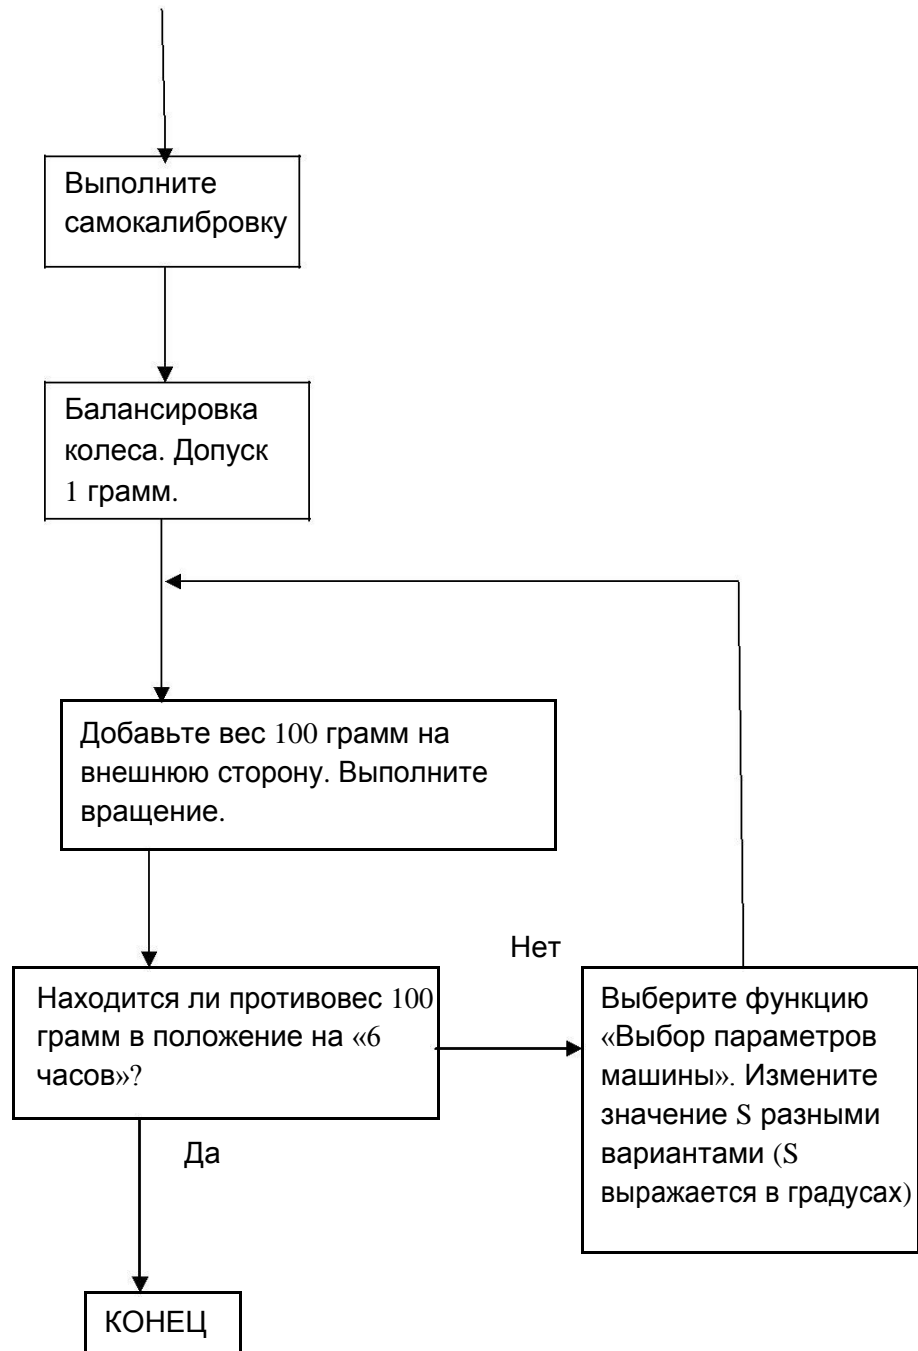 Выполните
самокалибровку
Балансировка
колеса. Допуск
1 грамм.
Добавьте вес 100 грамм на
внешнюю сторону. Выполните
вращение.
Нет
Находится ли противовес 100
грамм в положение на «6
часов»?
Выберите функцию
«Выбор параметров
машины». Измените
значение S разными
вариантами (S
выражается в градусах)
Да
КОНЕЦ